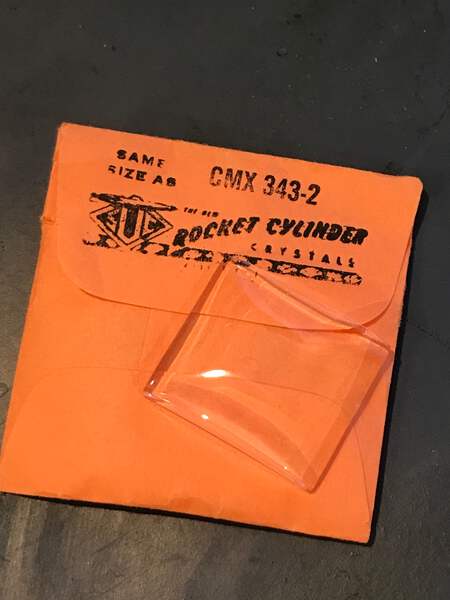 SAME
SIZE AS
CMX 343-2
THE NEW
ROCKET CYLINDER
CRYSTALS